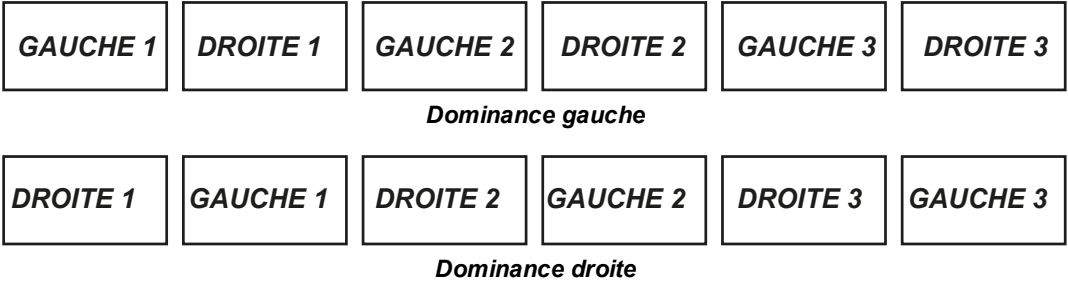 GAUCHE 1 DROITE 1 GAUCHE 2 DROITE 2 GAUCHE 3 DROITE 3
Dominance gauche
DROITE 1 GAUCHE 1 DROITE 2 GAUCHE 2 DROITE 3 GAUCHE 3
Dominance droite